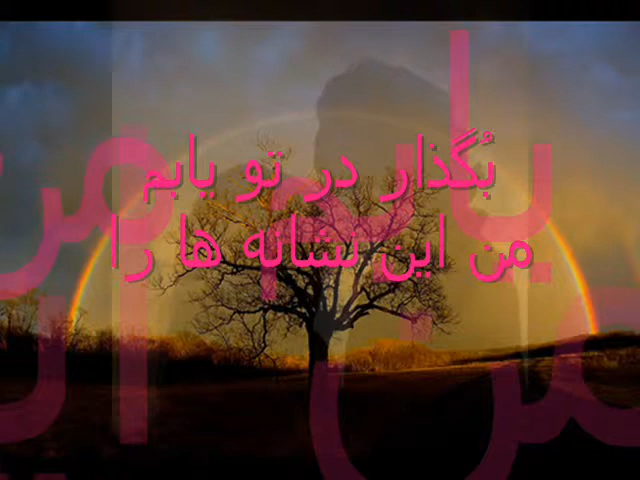 بُگذار در تو یابم
من این نشانه ها را